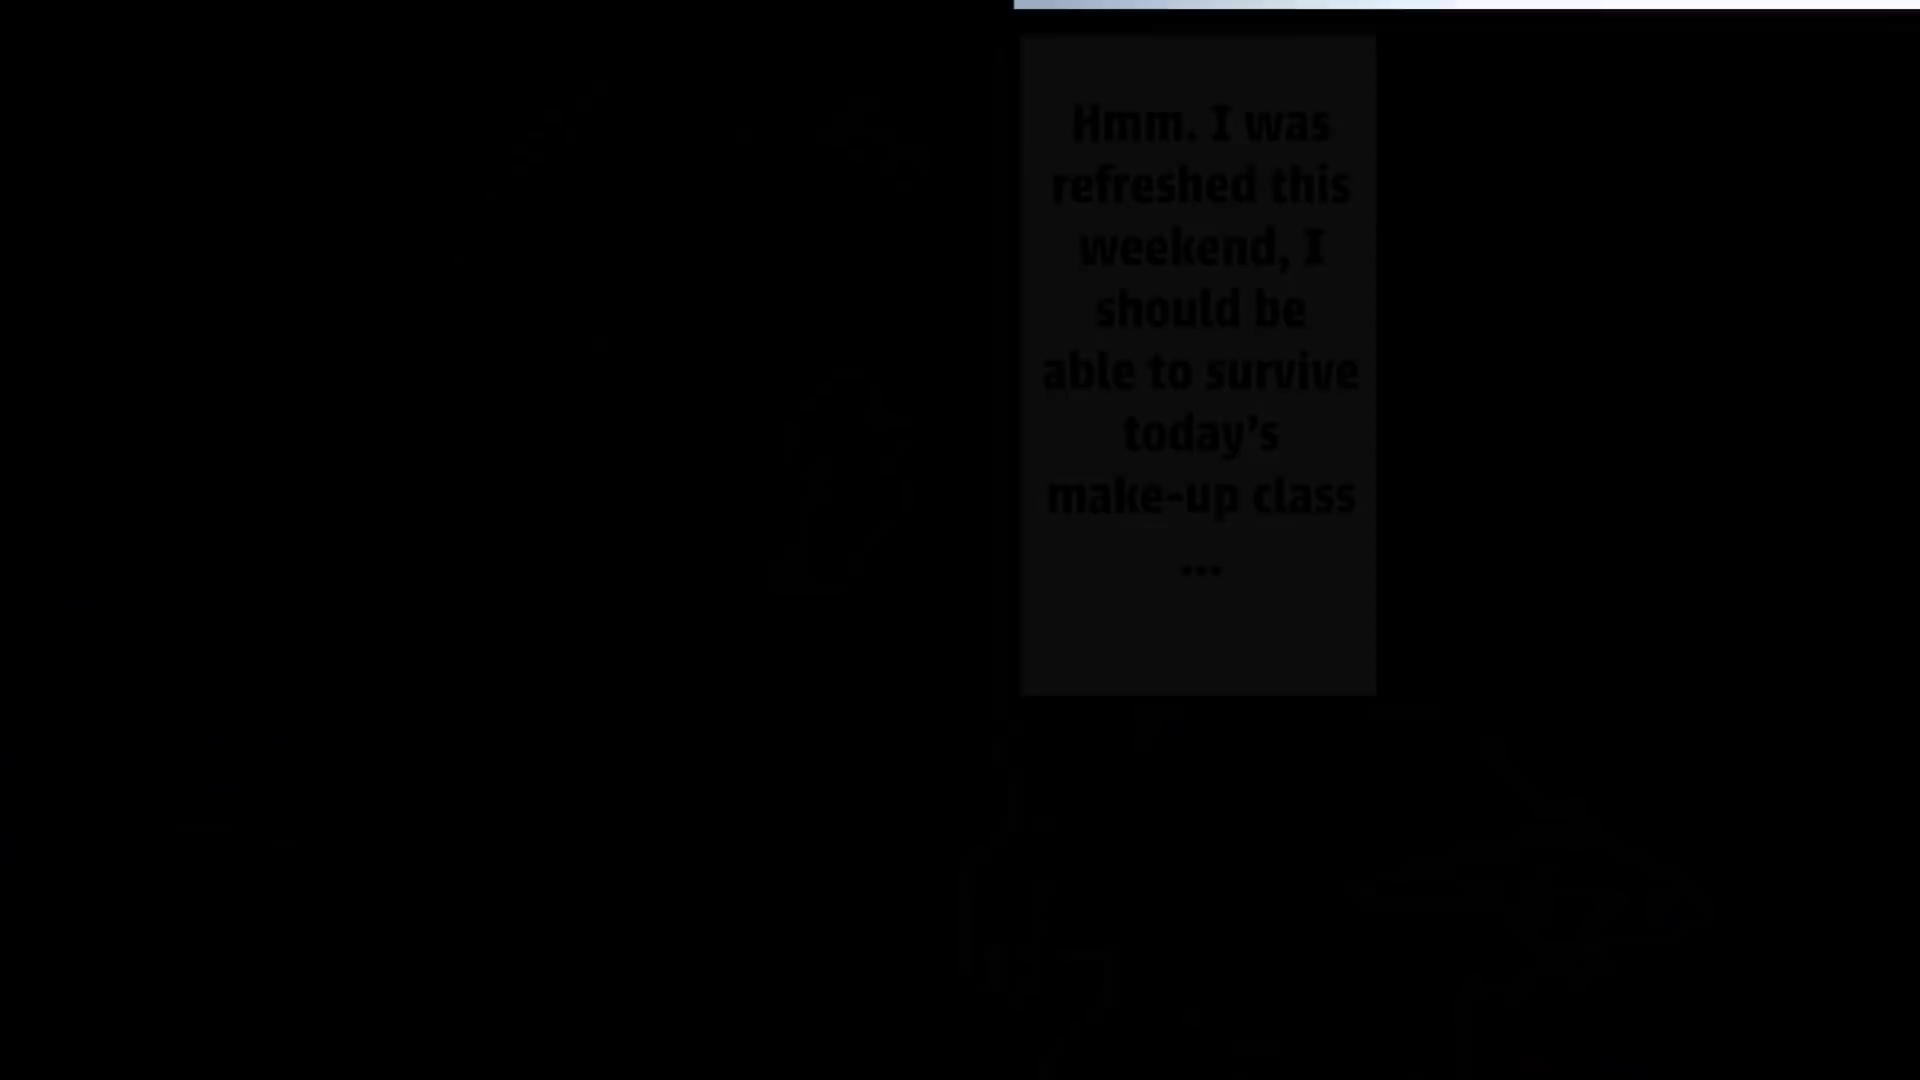 Hmm. I was
refreshed this
weekend, I
should be
able to survive
today's
make-up class
...